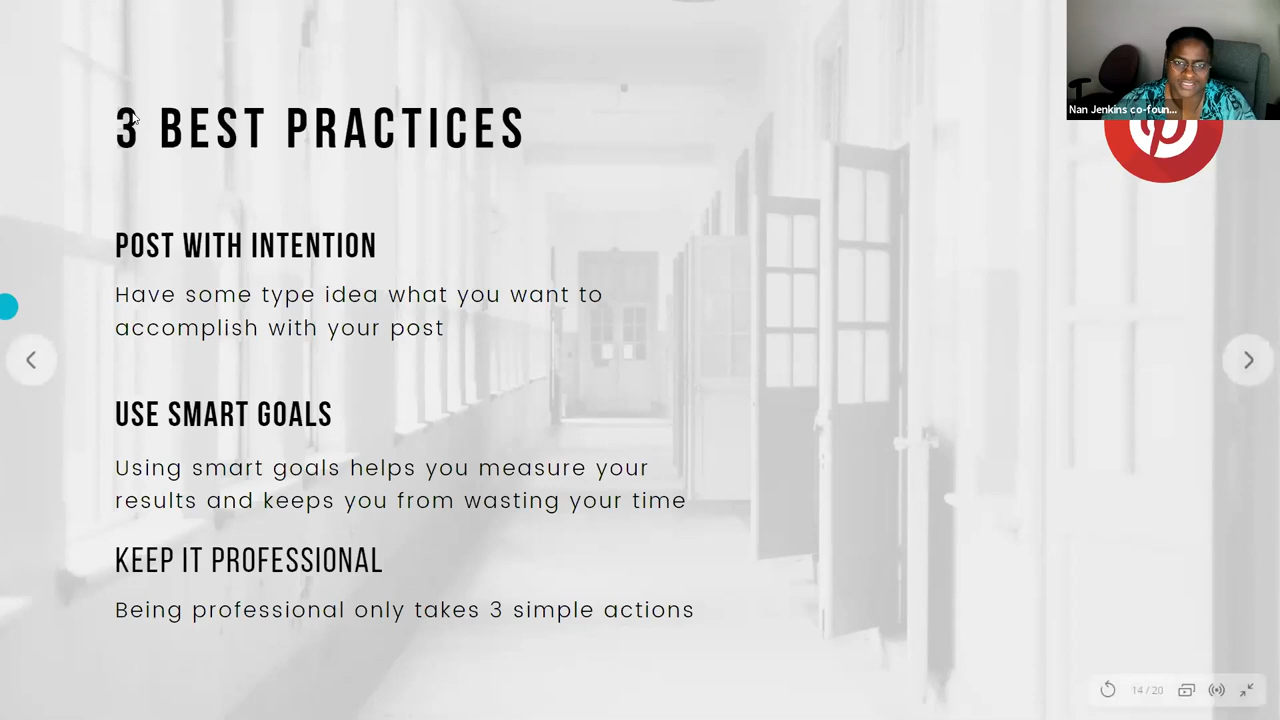 3 BEST PRACTICES
POST WITH INTENTION
Have some type idea what you want to
accomplish with your post
USE SMART GOALS
Using smart goals helps you measure your
results and keeps you from wasting your time
KEEP IT PROFESSIONAL
Being professional only takes 3 simple actions
Nan Jenkins co-foun...
14 / 20